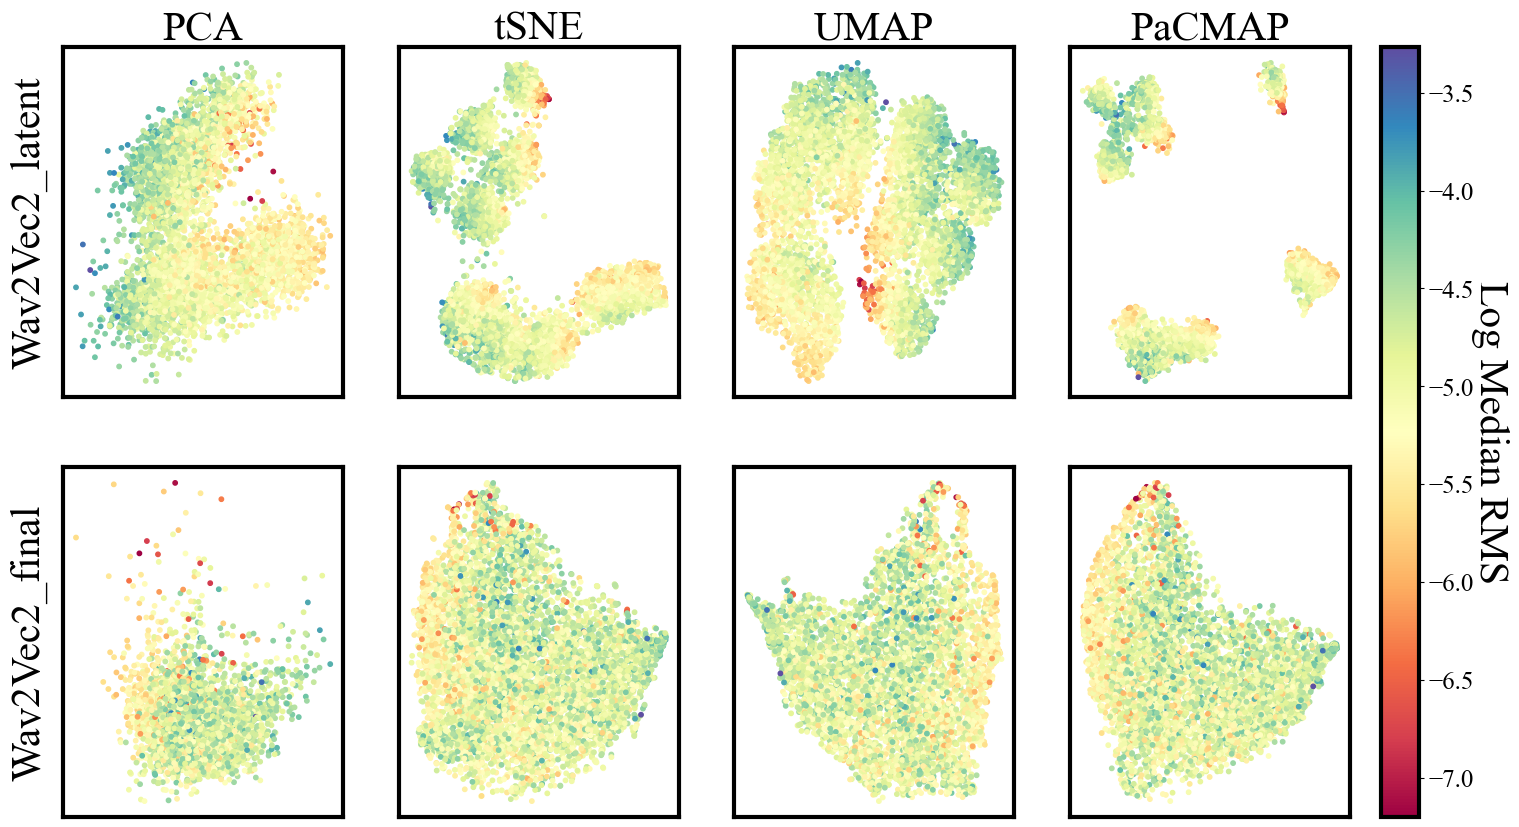 PCA
tSNE
UMAP
PaCMAP
Wav2Vec2_latent
Wav2Vec2_final
−3.5
−4.0
−4.5
−5.0
−5.5
−6.0
−6.5
−7.0
Log Median RMS